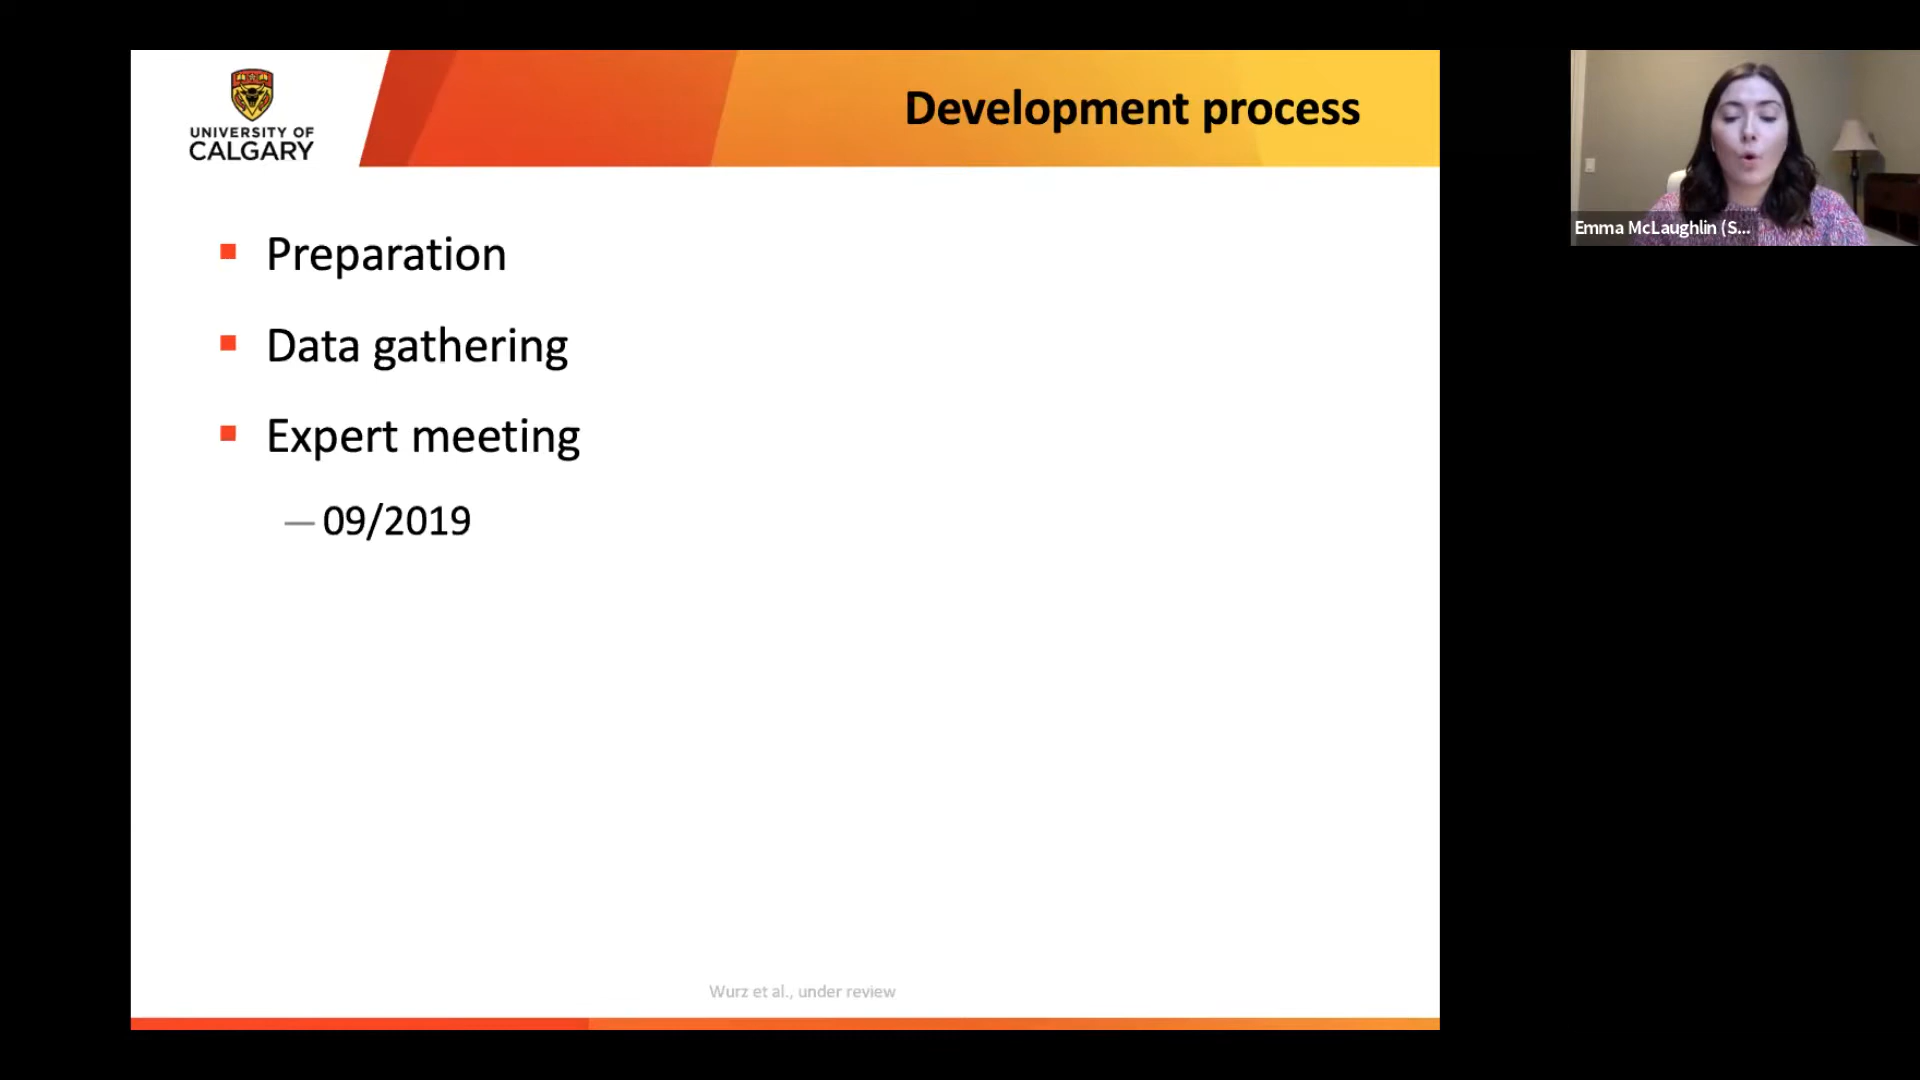 UNIVERSITY OF
CALGARY
Development process
Emma McLaughlin (S...
Preparation
Data gathering
Expert meeting
— 09/2019
Wurz et al., under review